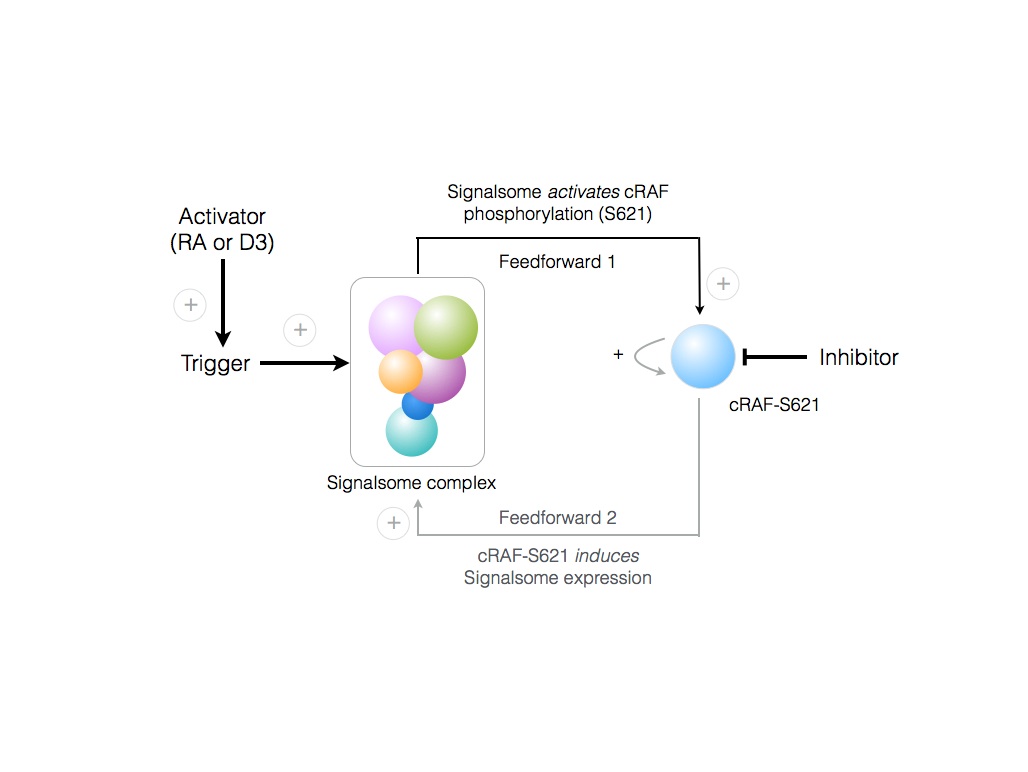 Signalsome activates cRAF
phosphorylation (S621)
Activator
(RA or D3)
Feedforward 1
+
+
+
Trigger
+
Inhibitor
cRAF-S621
Signalsome complex
+
Feedforward 2
cRAF-S621 induces
Signalsome expression